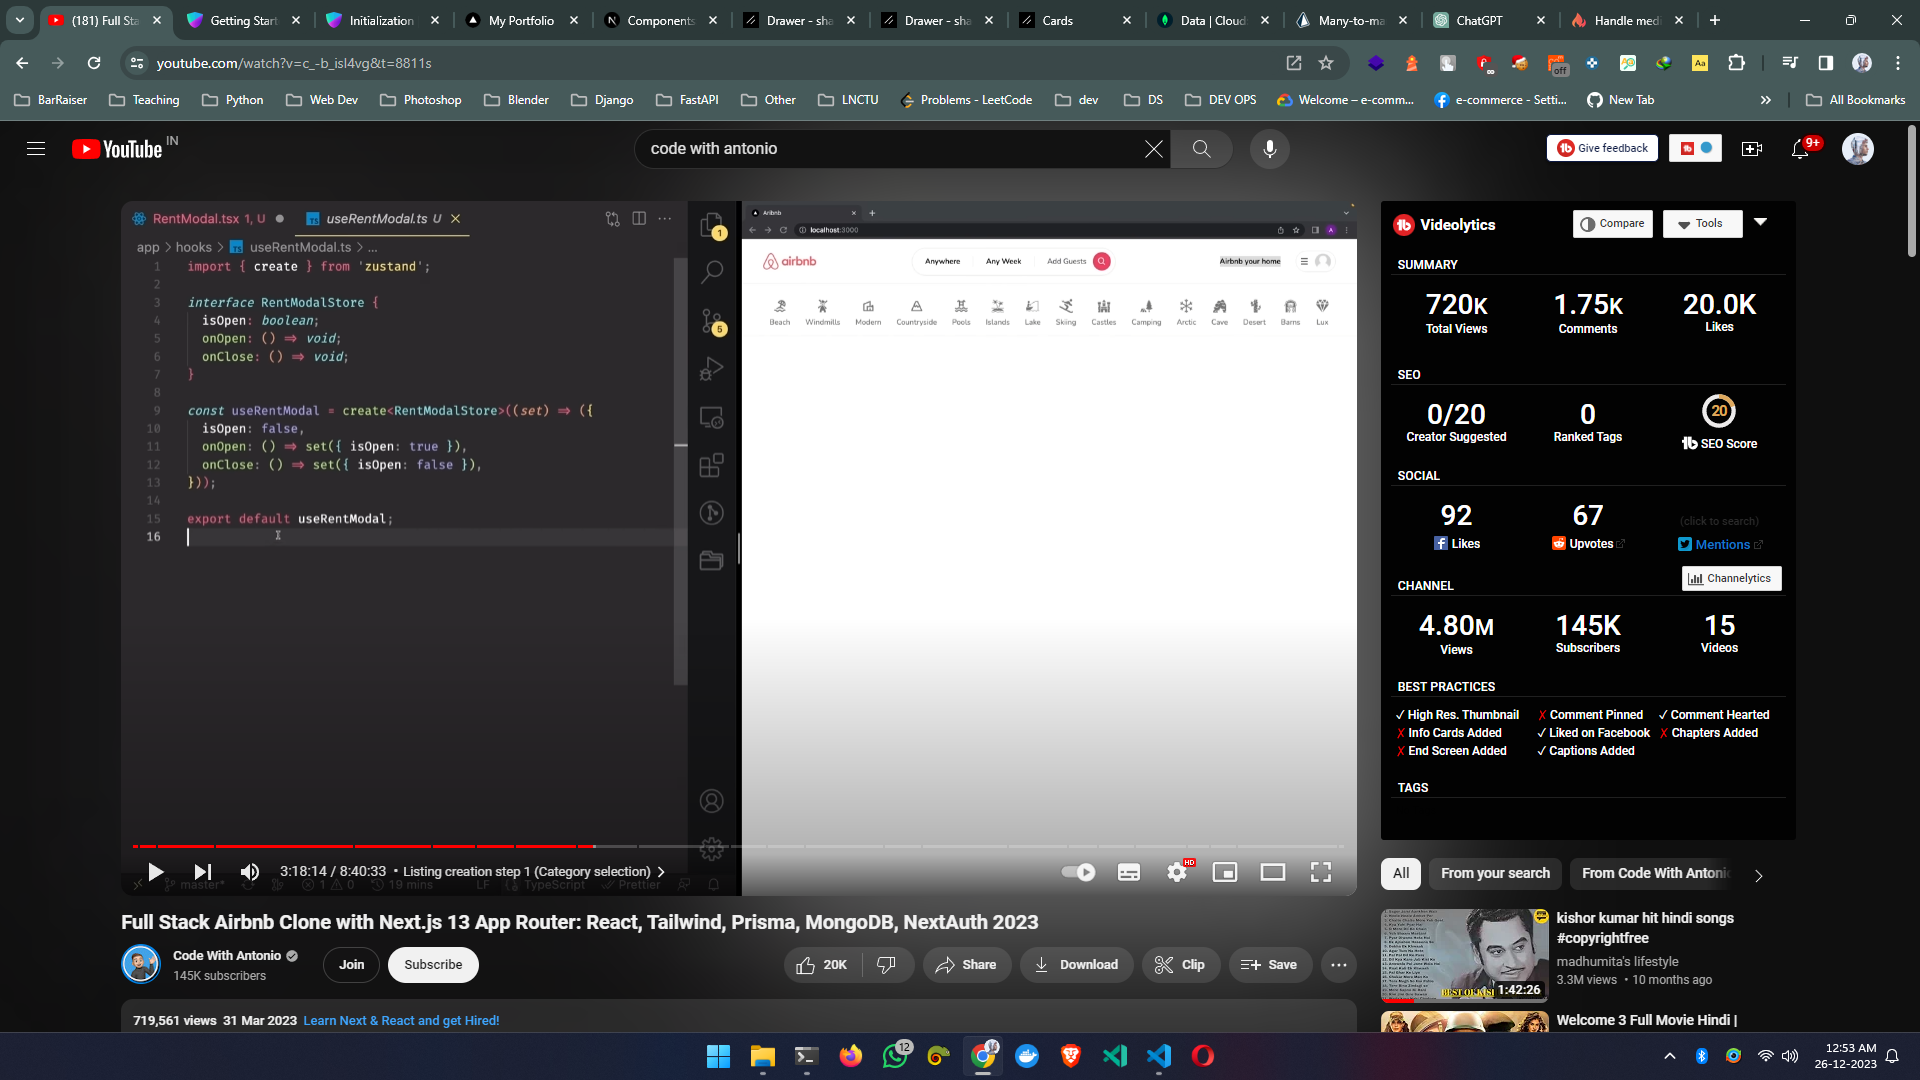 (181) Full Sta
Getting Start
Initialization
My Portfolio
Components
Drawer - sha
Drawer - sha
Cards
Data | Cloud
Many-to-ma
ChatGPT
Handle medi
youtube.com/watch?v=c_-b_isI4vg&t=8811s
off
Aa
BarRaiser
Teaching
Python
Web Dev
Photoshop
Blender
Django
FastAPI
Other
LNCTU
Problems - LeetCode
dev
DS
DEV OPS
Welcome – e-comm...
e-commerce - Setti...
New Tab
All Bookmarks
YouTube IN
code with antonio
Give feedback
9+
RentModal.tsx 1, U
useRentModal.ts U
app > hooks > useRentModal.ts > ...
1 import { create } from 'zustand';
2
3 interface RentModalStore {
4 isOpen: boolean;
5 onOpen: () => void;
6 onClose: () => void;
7 }
8
9 const useRentModal = create<RentModalStore>((set) => ({
10 isOpen: false,
11 onOpen: () => set({ isOpen: true }),
12 onClose: () => set({ isOpen: false }),
13 }));
14
15 export default useRentModal;
16
1
5
Airbnb
localhost:3000
airbnb
Anywhere
Any Week
Add Guests
Airbnb your home
Beach
Windmills
Modern
Countryside
Pools
Islands
Lake
Skiing
Castles
Camping
Arctic
Cave
Desert
Barns
Lux
3:18:14 / 8:40:33 • Listing creation step 1 (Category selection) >
HD
master*
1 0
19 mins
LF
TypeScript
Prettier
Videolytics
Compare
Tools
SUMMARY
720K
Total Views
1.75K
Comments
20.0K
Likes
SEO
0/20
Creator Suggested
0
Ranked Tags
20
SEO Score
SOCIAL
92
Likes
67
Upvotes
(click to search)
Mentions
CHANNEL
Channelytics
4.80M
Views
145K
Subscribers
15
Videos
BEST PRACTICES
✓ High Res. Thumbnail
✗ Comment Pinned
✓ Comment Hearted
✗ Info Cards Added
✓ Liked on Facebook
✗ Chapters Added
✗ End Screen Added
✓ Captions Added
TAGS
All
From your search
From Code With Antonio
Full Stack Airbnb Clone with Next.js 13 App Router: React, Tailwind, Prisma, MongoDB, NextAuth 2023
Code With Antonio
145K subscribers
Join
Subscribe
20K
Share
Download
Clip
Save
719,561 views 31 Mar 2023 Learn Next & React and get Hired!
1:42:26
kishor kumar hit hindi songs
#copyrightfree
madhumita's lifestyle
3.3M views • 10 months ago
Welcome 3 Full Movie Hindi |
12
12:53 AM
26-12-2023